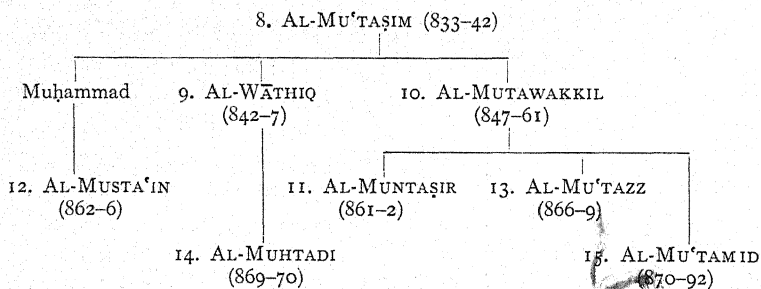 8. AL-MUʿTAṢIM (833–42)
Muḥammad 9. AL-WĀTHIQ 10. AL-MUTAWAKKIL
(842–7) (847–61)
12. AL-MUSTAʿIN 11. AL-MUNTAṢIR 13. AL-MUʿTAZZ
(862–6) (861–2) (866–9)
14. AL-MUHTADI 15. AL-MUʿTAMID
(869–70) (870–92)